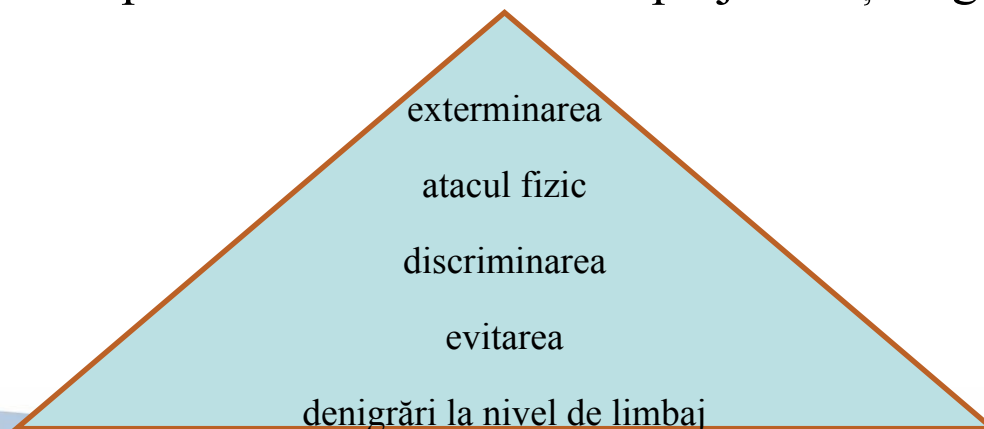 exterminarea
atacul fizic
discriminarea
evitarea
denigrări la nivel de limbaj